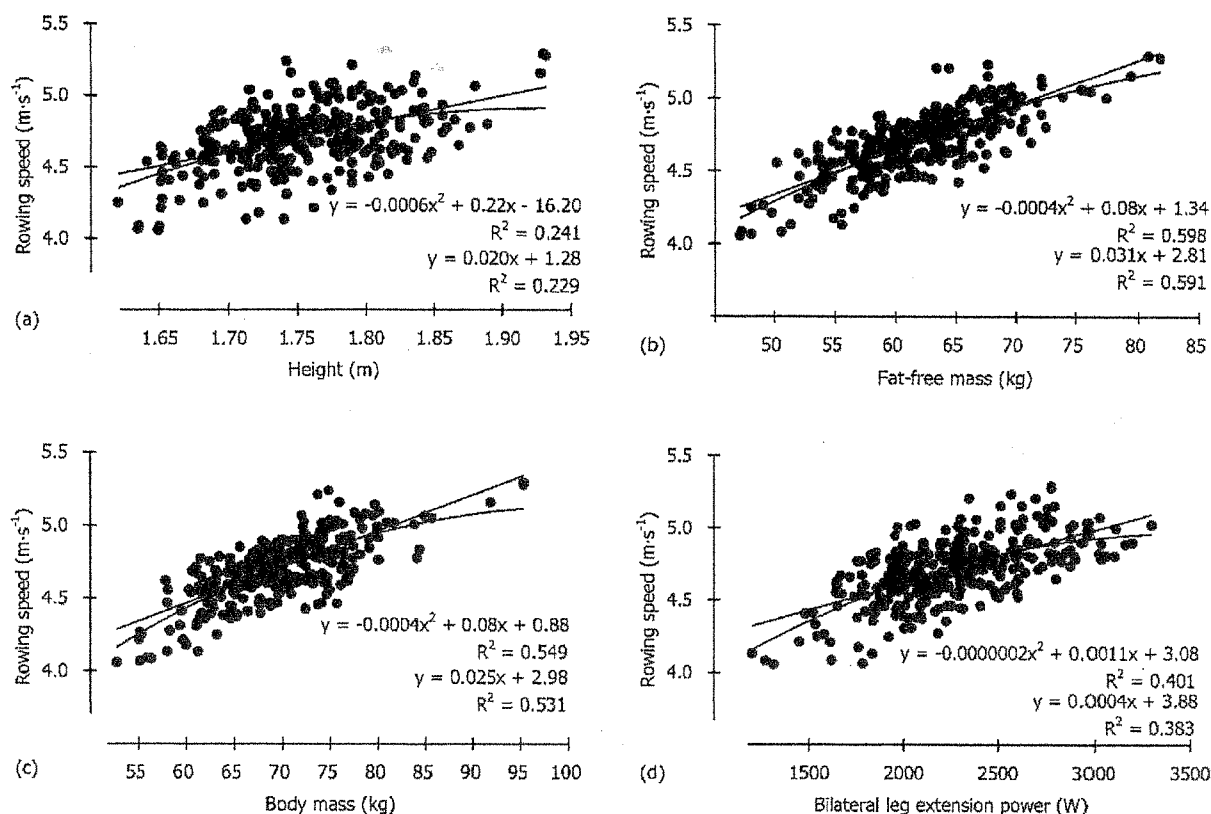 5.5
5.0
4.5
4.0
Rowing speed (m·s⁻¹)
y = -0.0006x² + 0.22x - 16.20
R² = 0.241
y = 0.020x + 1.28
R² = 0.229
1.65 1.70 1.75 1.80 1.85 1.90 1.95
(a)
Height (m)
5.5
5.0
4.5
4.0
Rowing speed (m·s⁻¹)
y = -0.0004x² + 0.08x + 1.34
R² = 0.598
y = 0.031x + 2.81
R² = 0.591
50 55 60 65 70 75 80 85
(b)
Fat-free mass (kg)
5.5
5.0
4.5
4.0
Rowing speed (m·s⁻¹)
y = -0.0004x² + 0.08x + 0.88
R² = 0.549
y = 0.025x + 2.98
R² = 0.531
55 60 65 70 75 80 85 90 95 100
(c)
Body mass (kg)
5.5
5.0
4.5
4.0
Rowing speed (m·s⁻¹)
y = -0.0000002x² + 0.0011x + 3.08
R² = 0.401
y = 0.0004x + 3.88
R² = 0.383
1500 2000 2500 3000 3500
(d)
Bilateral leg extension power (W)